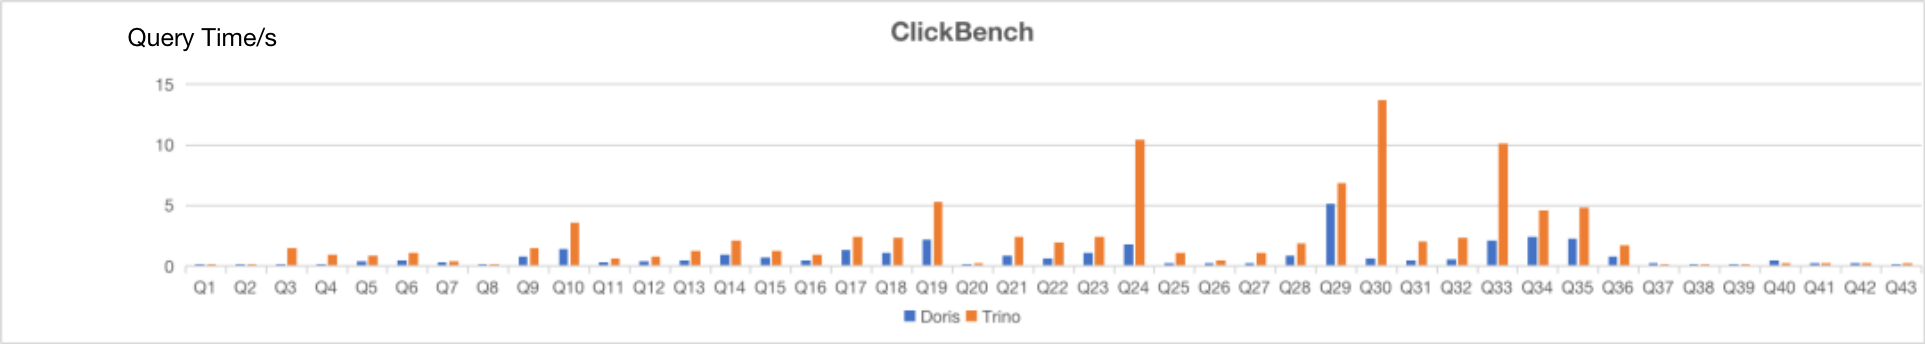 Query Time/s
ClickBench
15
10
5
0
Q1 Q2 Q3 Q4 Q5 Q6 Q7 Q8 Q9 Q10 Q11 Q12 Q13 Q14 Q15 Q16 Q17 Q18 Q19 Q20 Q21 Q22 Q23 Q24 Q25 Q26 Q27 Q28 Q29 Q30 Q31 Q32 Q33 Q34 Q35 Q36 Q37 Q38 Q39 Q40 Q41 Q42 Q43
Doris Trino